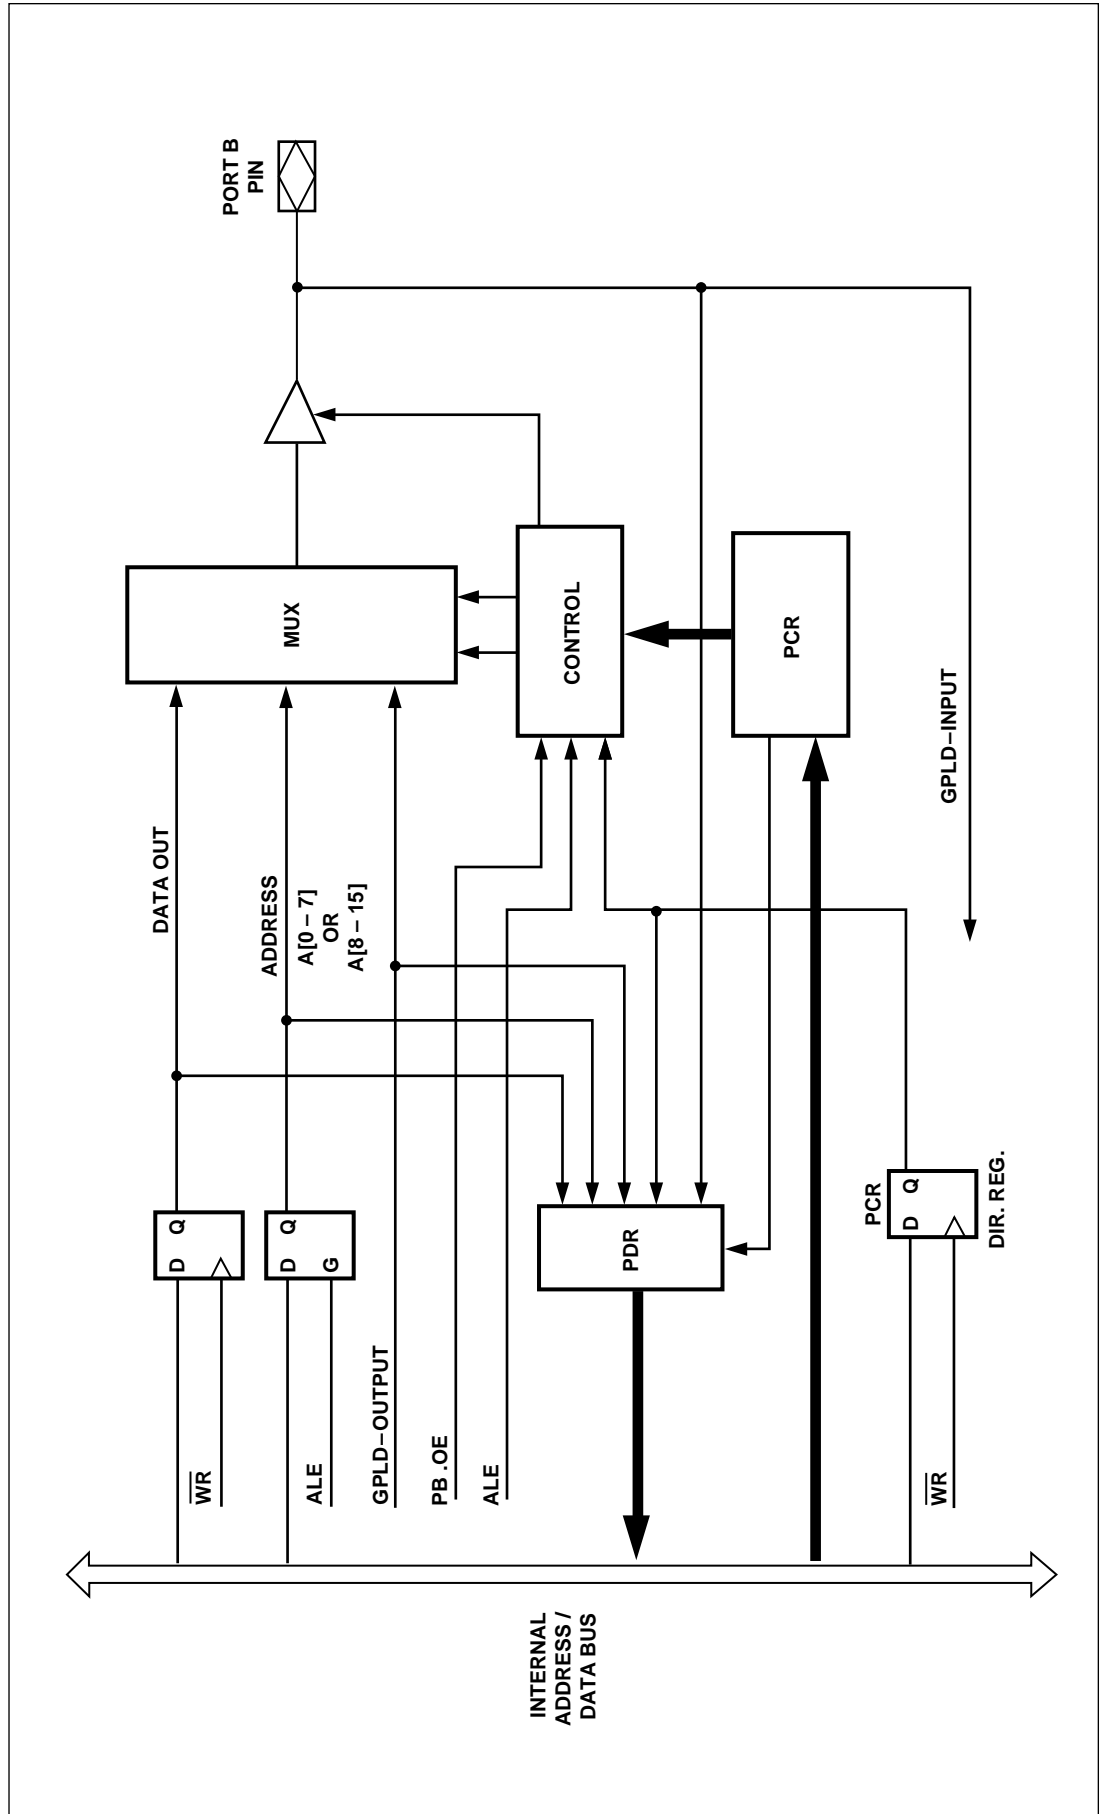 INTERNAL
ADDRESS /
DATA BUS
WR
D Q
DATA OUT
ALE
D Q
G
ADDRESS
A[0 – 7]
OR
A[8 – 15]
GPLD–OUTPUT
PB .OE
ALE
MUX
PORT B
PIN
CONTROL
PDR
PCR
WR
PCR
D Q
DIR. REG.
GPLD–INPUT